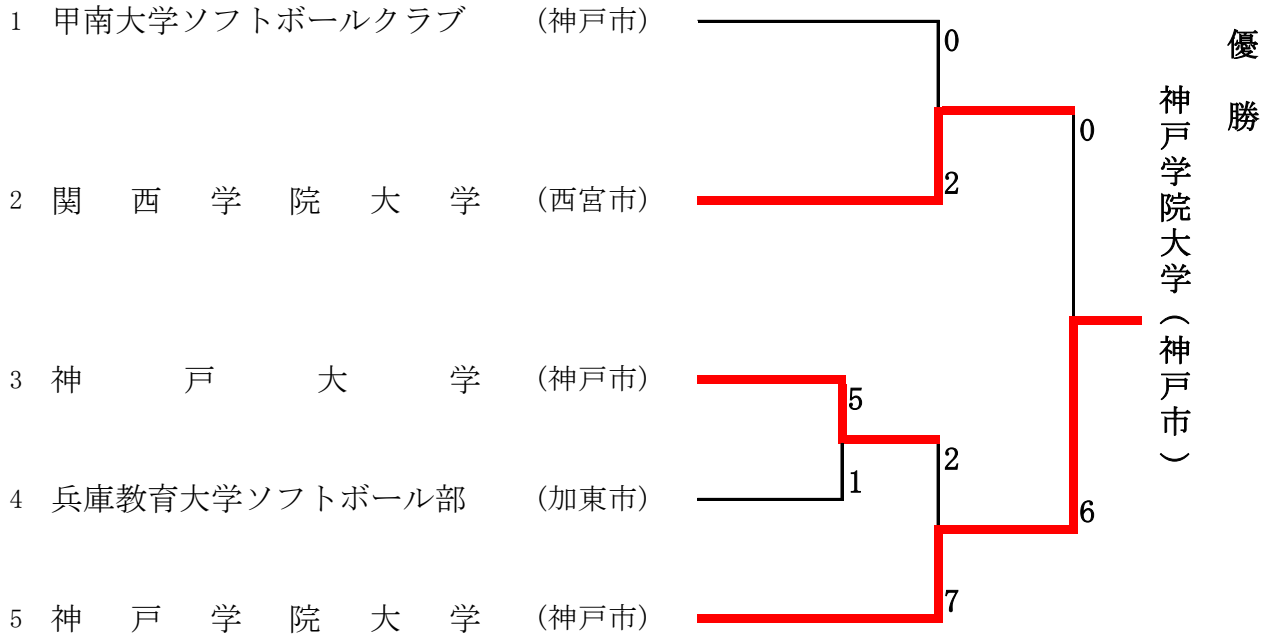 1 甲南大学ソフトボールクラブ (神戸市)
0
2 関西学院大学 (西宮市)
2
0
3 神戸大学 (神戸市)
5
4 兵庫教育大学ソフトボール部 (加東市)
1
2
5 神戸学院大学 (神戸市)
7
6
優勝
神戸学院大学(神戸市)